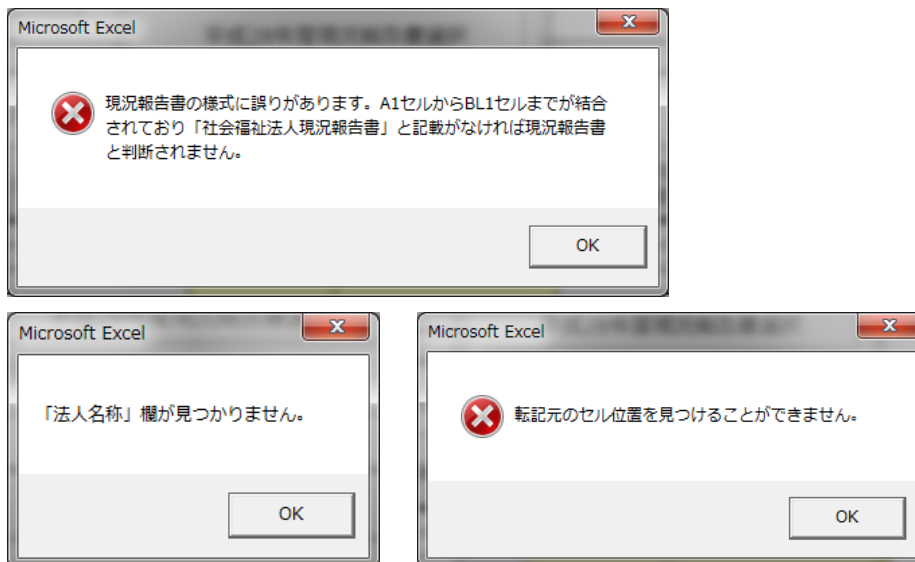 Microsoft Excel
現況報告書の様式に誤りがあります。A1セルからBL1セルまでが結合
されており「社会福祉法人現況報告書」と記載がなければ現況報告書
と判断されません。
OK
Microsoft Excel
「法人名称」欄が見つかりません。
OK
Microsoft Excel
転記元のセル位置を見つけることができません。
OK